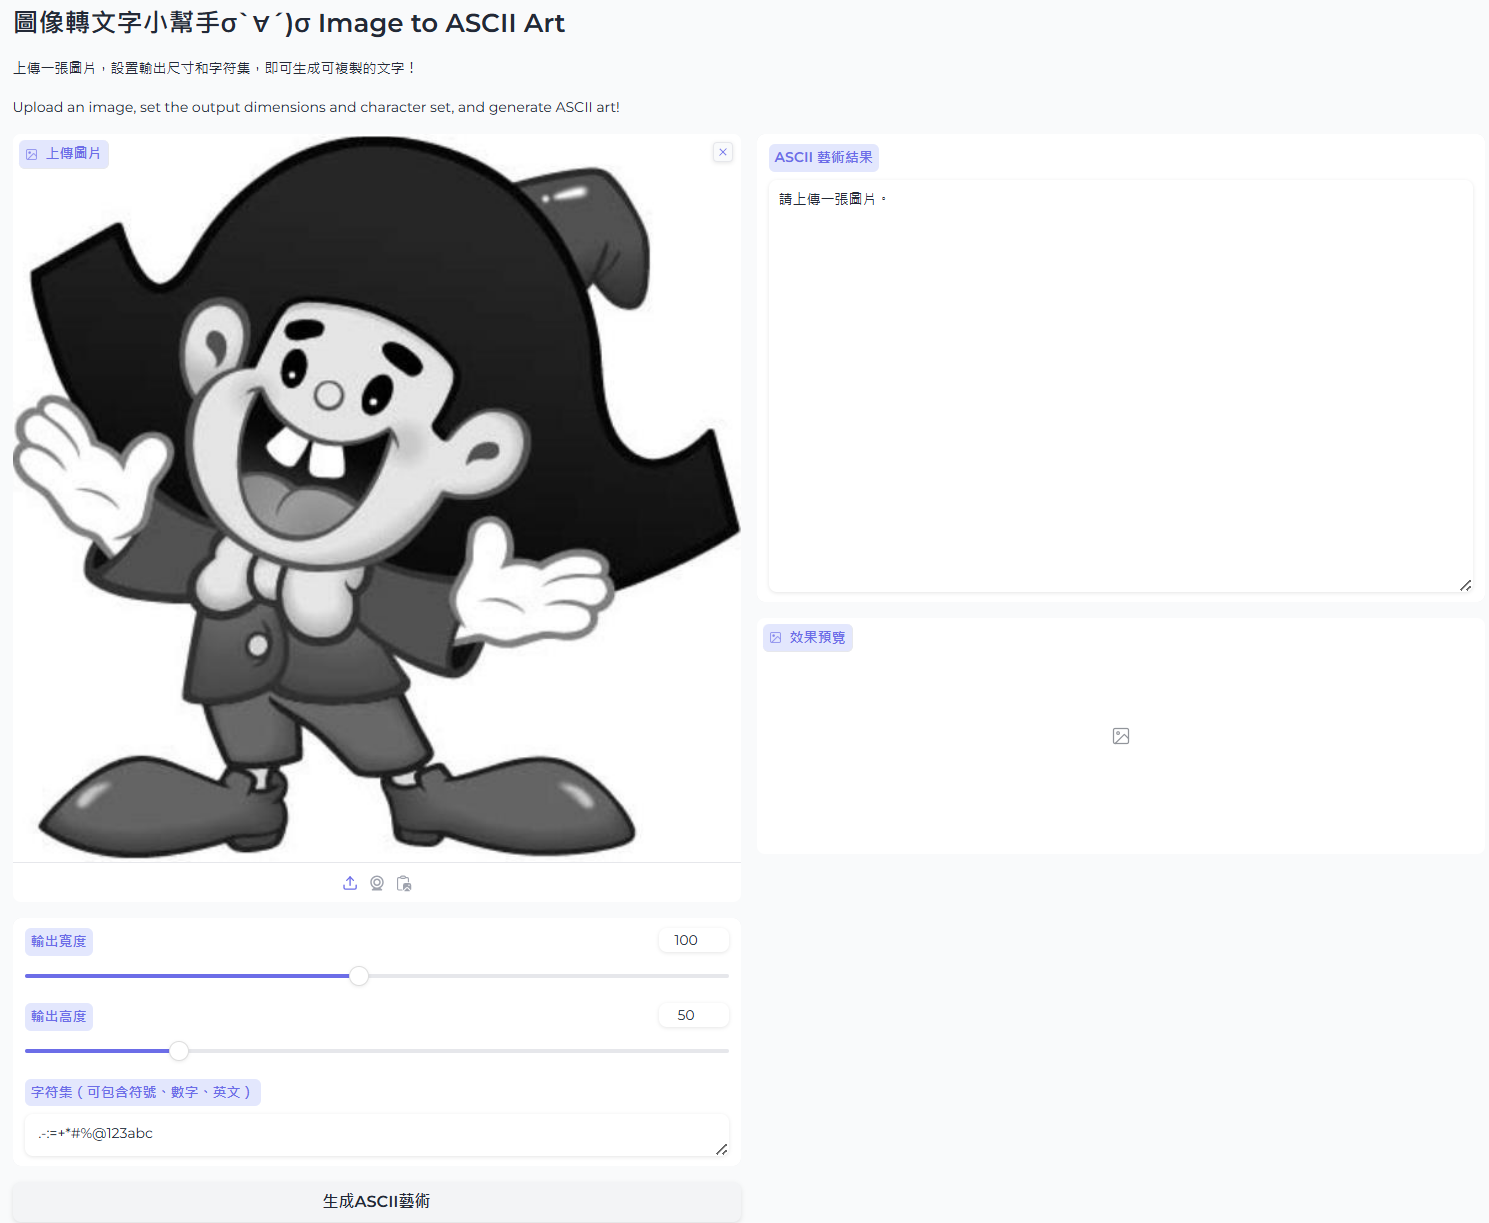 圖像轉文字小幫手σ`∀´)σ Image to ASCII Art
上傳一張圖片，設置輸出尺寸和字符集，即可生成可複製的文字！
Upload an image, set the output dimensions and character set, and generate ASCII art!
上傳圖片
ASCII 藝術結果
請上傳一張圖片。
效果預覽
輸出寬度
100
輸出高度
50
字符集（可包含符號、數字、英文）
.-:=+*#%@123abc
生成ASCII藝術